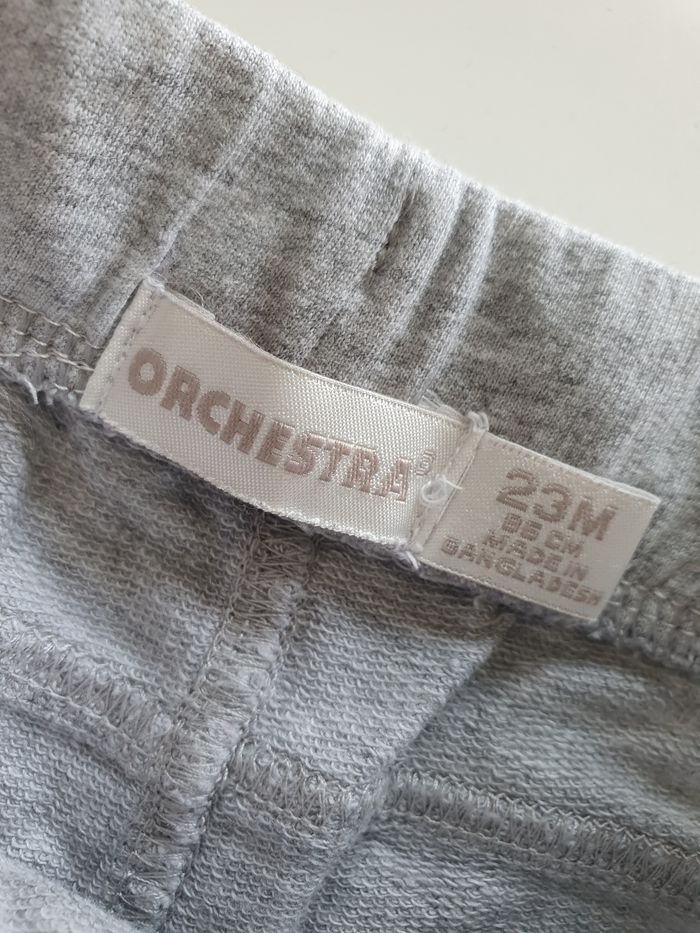 ORCHESTRA®
23M
86 CM
MADE IN
BANGLADESH